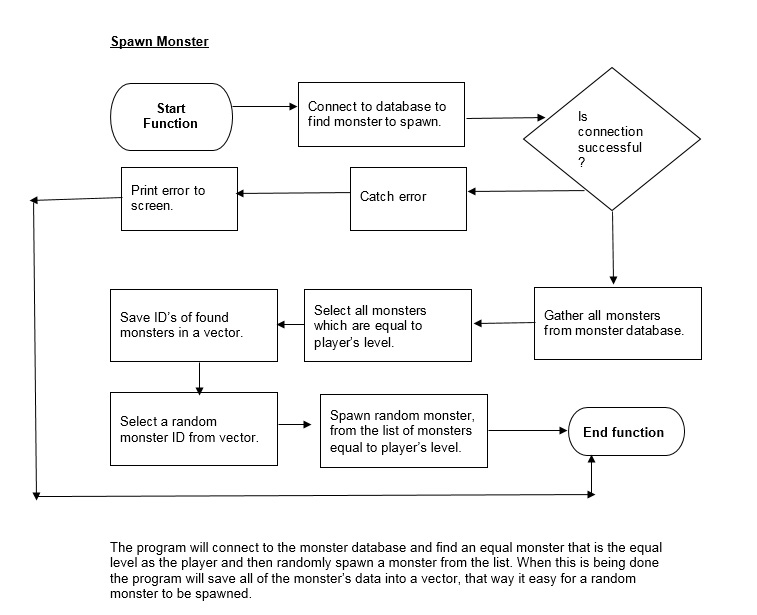 Spawn Monster
Start
Function
Connect to database to
find monster to spawn.
Is
connection
successful
?
Catch error
Print error to
screen.
Gather all monsters
from monster database.
Select all monsters
which are equal to
player's level.
Save ID's of found
monsters in a vector.
Select a random
monster ID from vector.
Spawn random monster,
from the list of monsters
equal to player's level.
End function
The program will connect to the monster database and find an equal monster that is the equal
level as the player and then randomly spawn a monster from the list. When this is being done
the program will save all of the monster's data into a vector, that way it easy for a random
monster to be spawned.